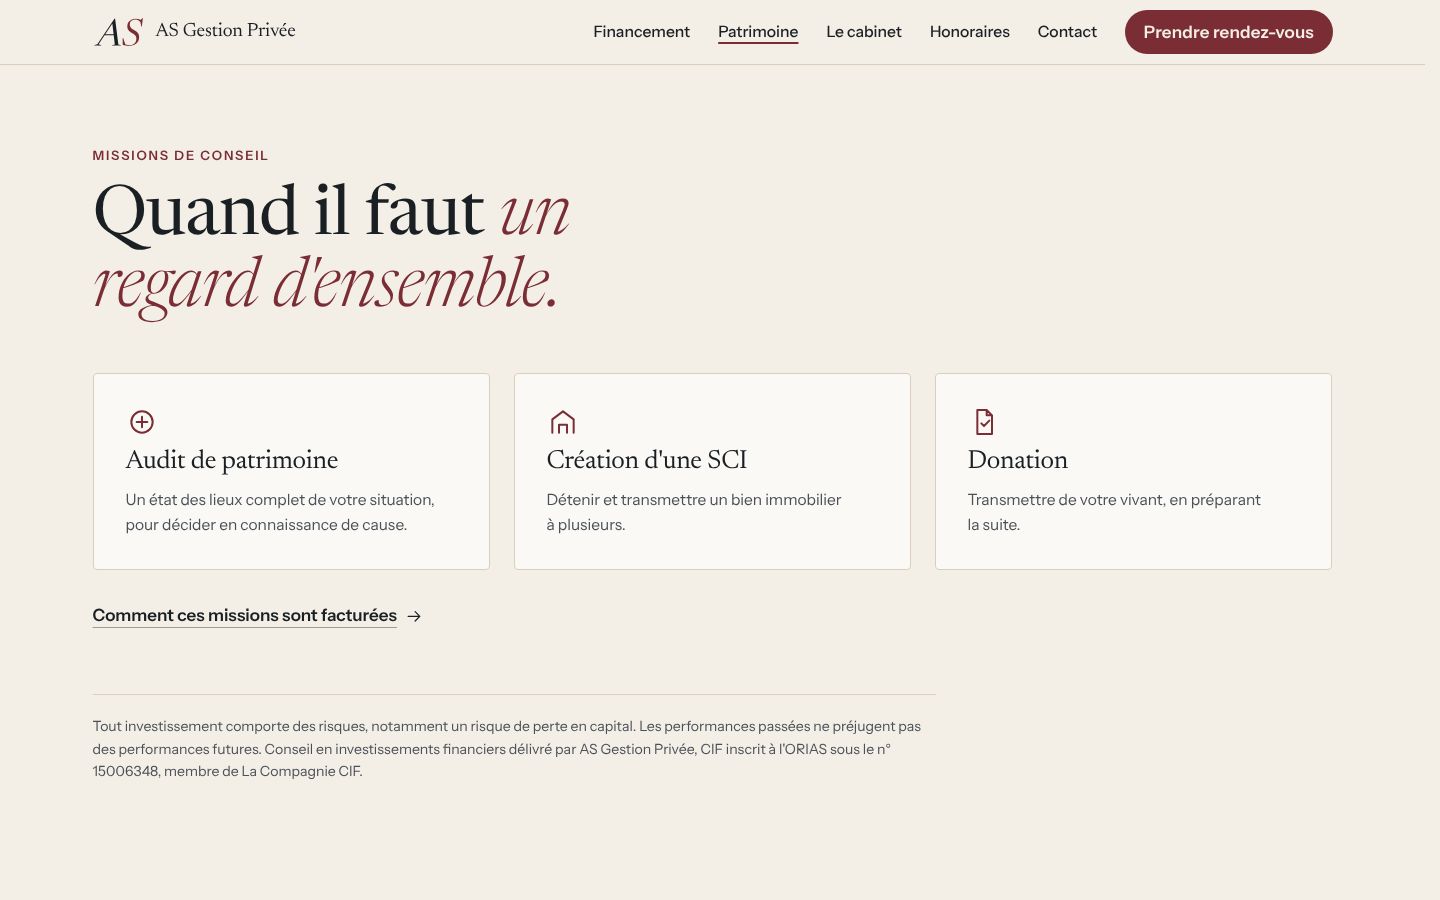 AS AS Gestion Privée
Financement Patrimoine Le cabinet Honoraires Contact Prendre rendez-vous
MISSIONS DE CONSEIL
Quand il faut un
regard d'ensemble.
Audit de patrimoine
Un état des lieux complet de votre situation,
pour décider en connaissance de cause.
Création d'une SCI
Détenir et transmettre un bien immobilier
à plusieurs.
Donation
Transmettre de votre vivant, en préparant
la suite.
Comment ces missions sont facturées →
Tout investissement comporte des risques, notamment un risque de perte en capital. Les performances passées ne préjugent pas
des performances futures. Conseil en investissements financiers délivré par AS Gestion Privée, CIF inscrit à l'ORIAS sous le n°
15006348, membre de La Compagnie CIF.